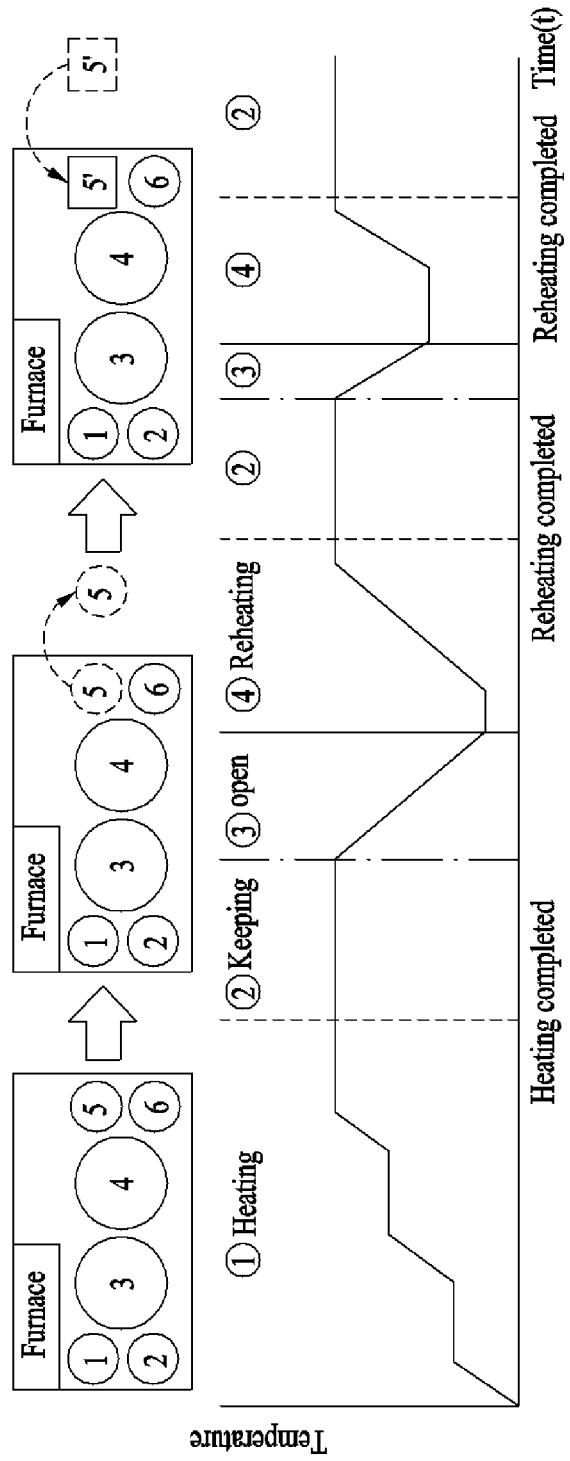 Furnace
1
2
3
4
5
6
Furnace
1
2
3
4
5
6
5
Furnace
1
2
3
4
5'
6
5'
Temperature
① Heating
② Keeping
③ open
④ Reheating
②
③
④
②
Heating completed
Reheating completed
Reheating completed
Time(t)